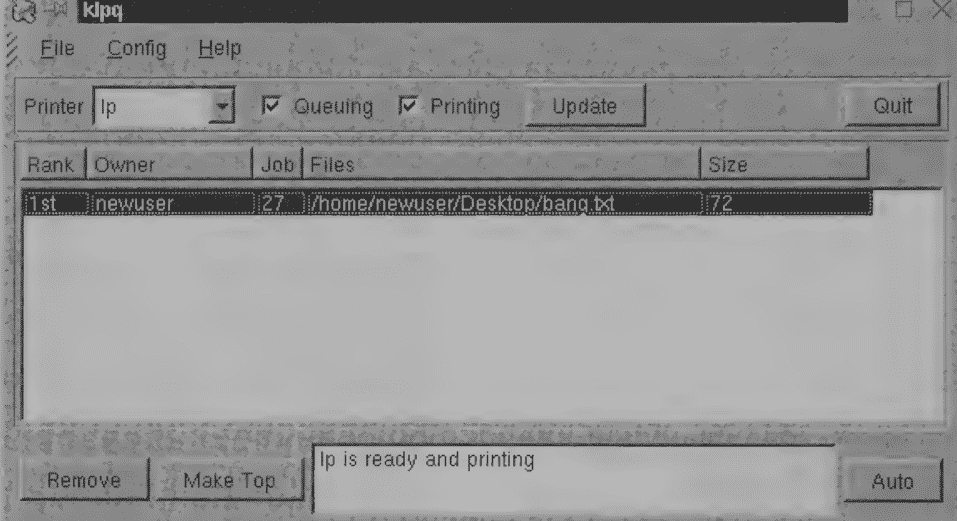 klpq
File Config Help
Printer lp Queuing Printing Update Quit
Rank Owner Job Files Size
1st newuser 27 /home/newuser/Desktop/bang.txt 72
Remove Make Top lp is ready and printing Auto